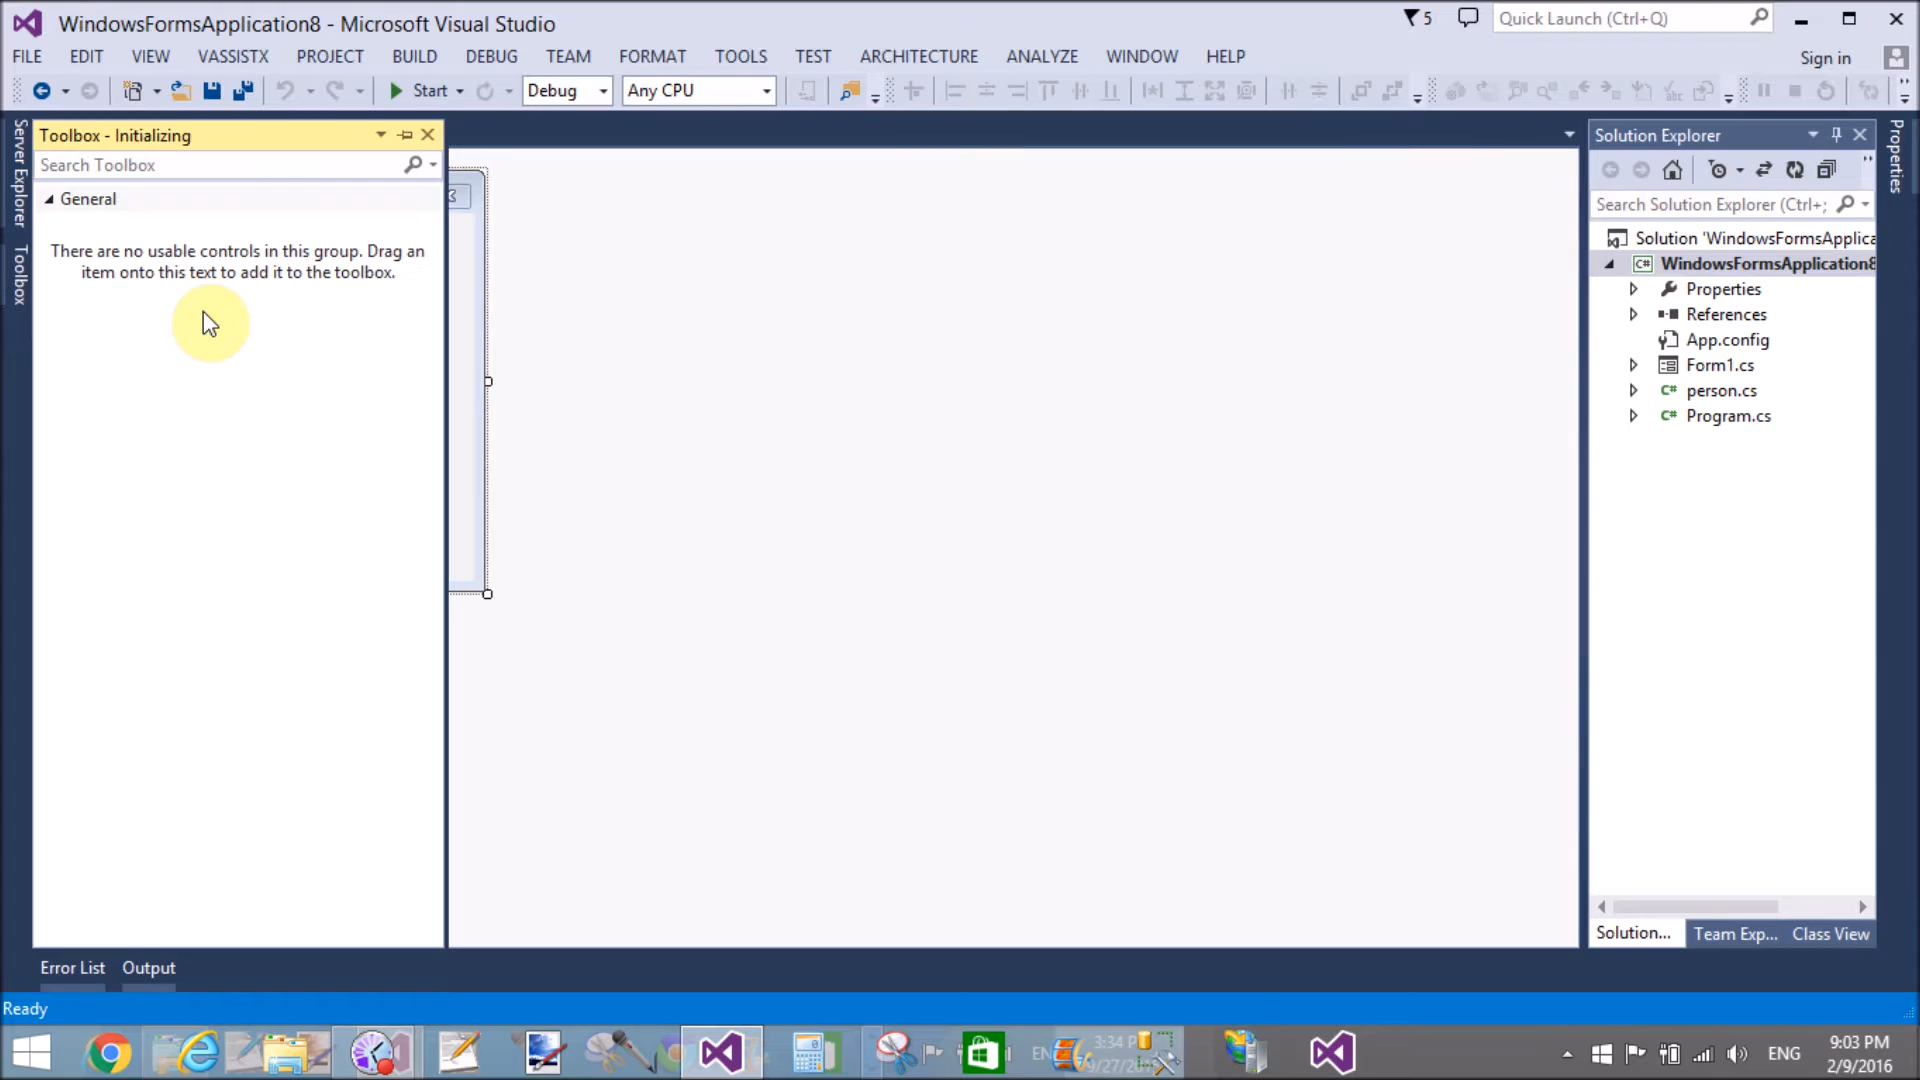 WindowsFormsApplication8 - Microsoft Visual Studio
5
Quick Launch (Ctrl+Q)
FILE EDIT VIEW VASSISTX PROJECT BUILD DEBUG TEAM FORMAT TOOLS TEST ARCHITECTURE ANALYZE WINDOW HELP
Sign in
Start Debug Any CPU
Server Explorer
Toolbox
Toolbox - Initializing
Search Toolbox
General
There are no usable controls in this group. Drag an
item onto this text to add it to the toolbox.
Solution Explorer
Search Solution Explorer (Ctrl+;
Solution 'WindowsFormsApplica
WindowsFormsApplication8
Properties
References
App.config
Form1.cs
person.cs
Program.cs
Solution... Team Exp... Class View
Properties
Error List Output
Ready
ENG
9:03 PM
2/9/2016